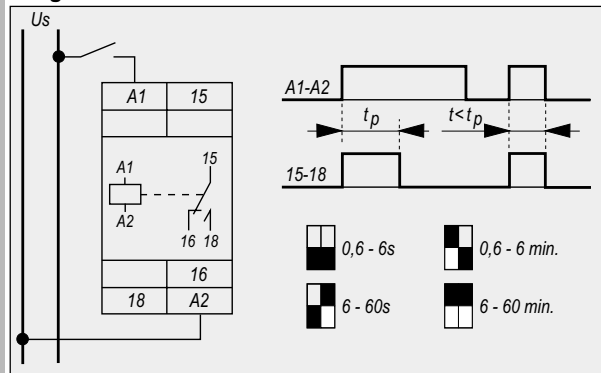 Us
A1 15
A1
A2
15
16 18
16
18 A2
A1-A2
tp t< tp
15-18
0,6 - 6s
0,6 - 6 min.
6 - 60s
6 - 60 min.